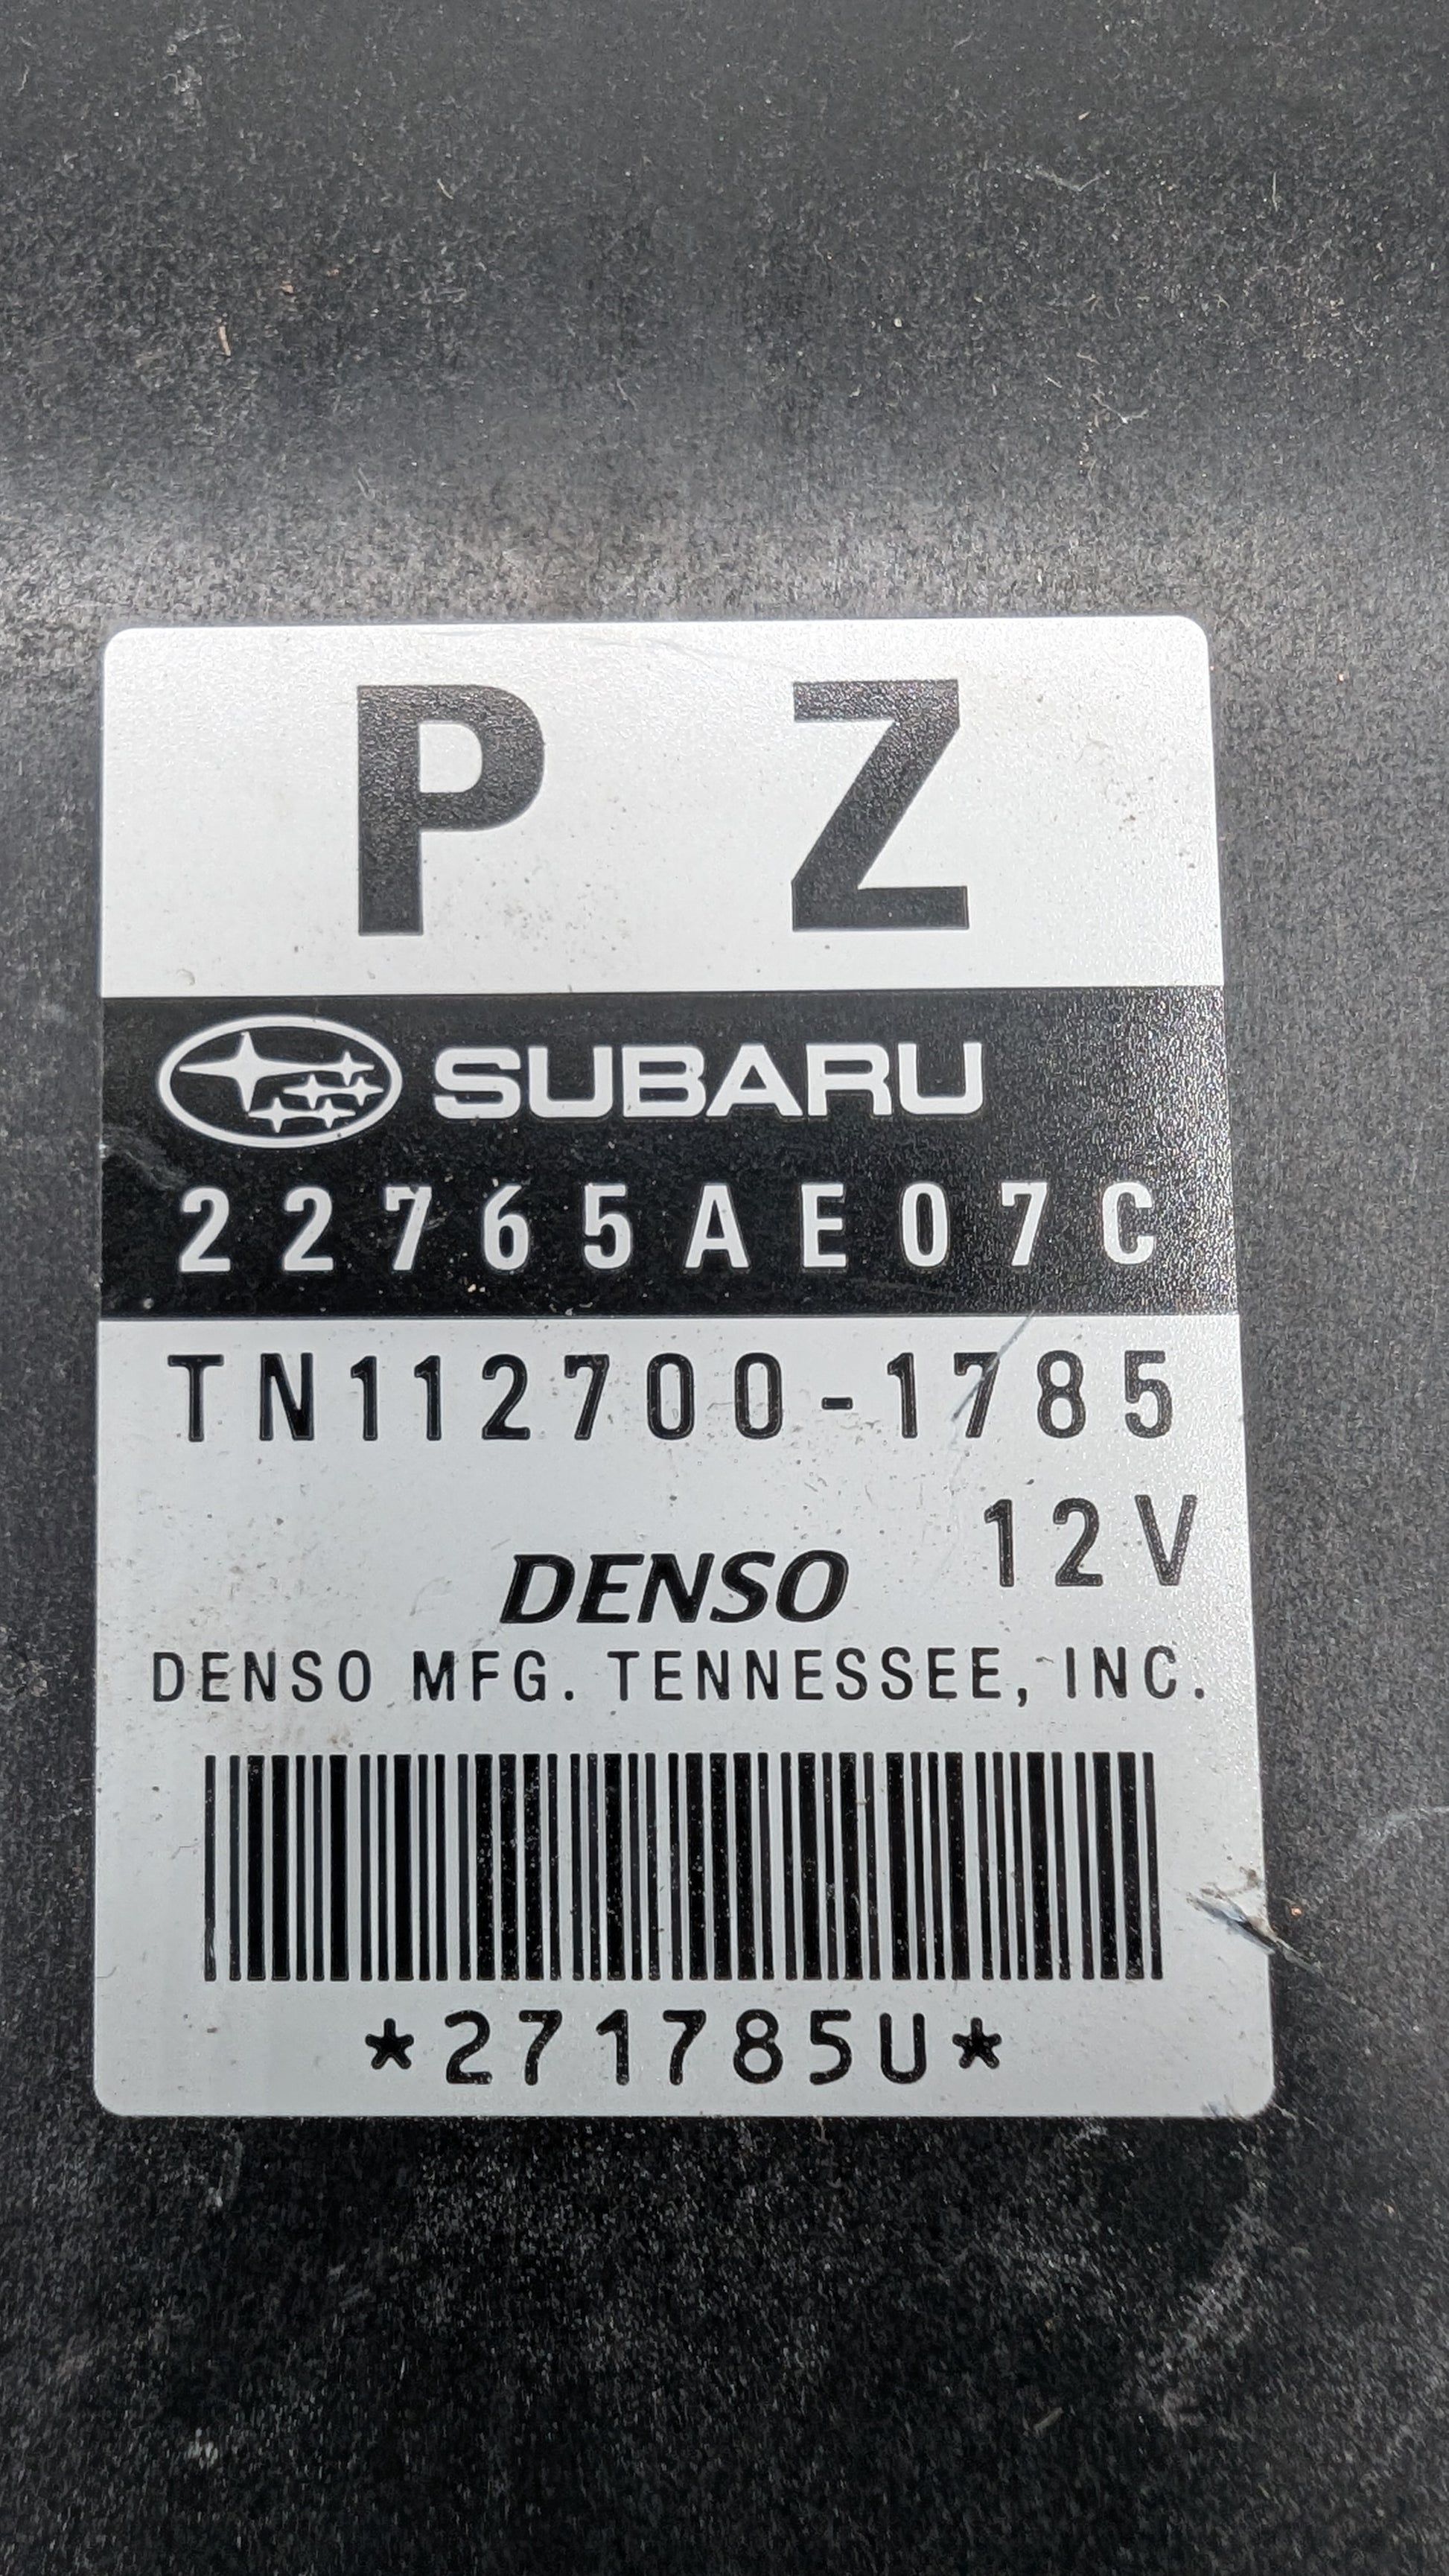 P Z
SUBARU
22765AE07C
TN112700-1785
12V
DENSO
DENSO MFG. TENNESSEE, INC.
*271785U*